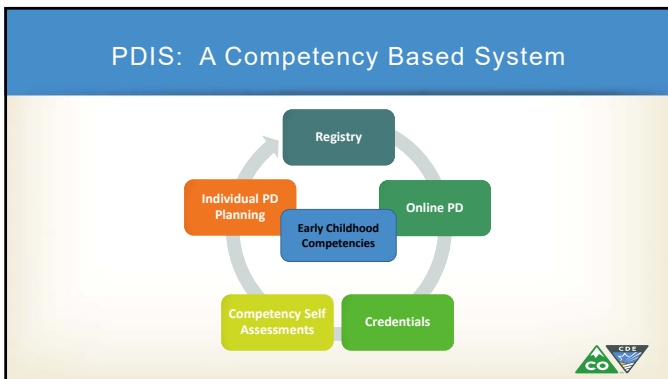 PDIS: A Competency Based System
Registry
Individual PD
Planning
Online PD
Early Childhood
Competencies
Competency Self
Assessments
Credentials
CO
CDE